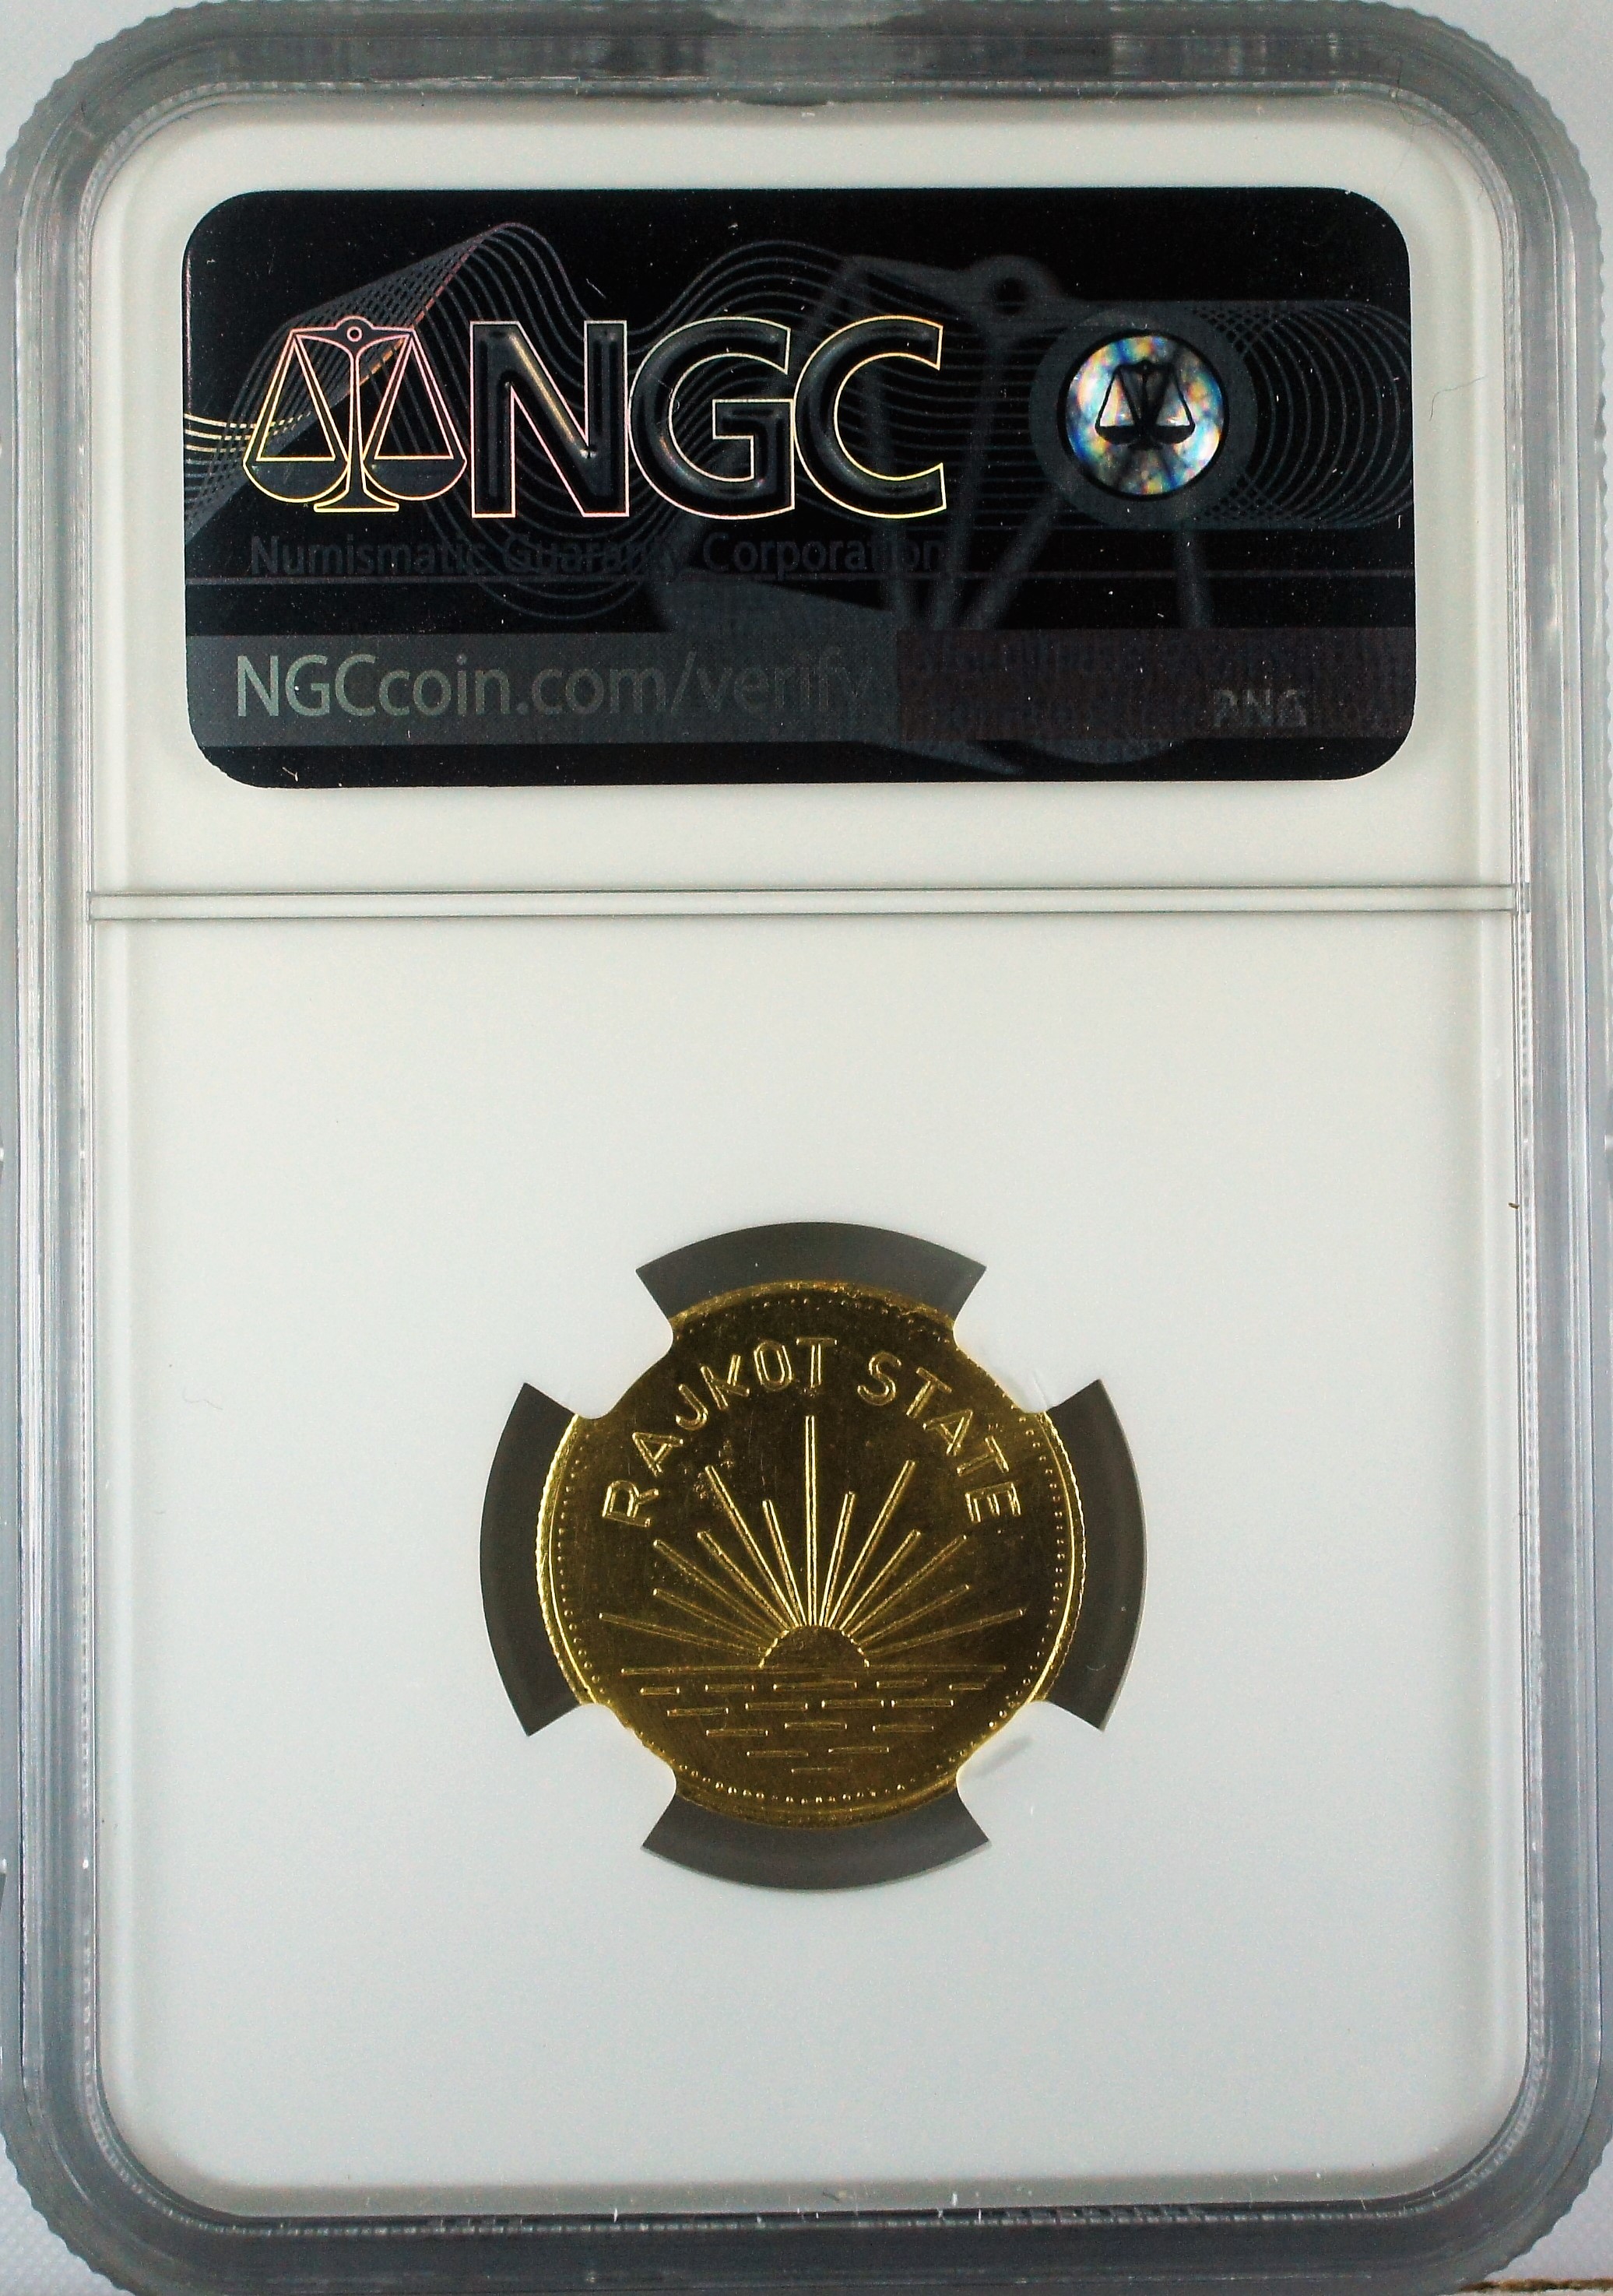 NGC
Numismatic Guaranty Corporation
NGCcoin.com/verify
RAJKOT STATE